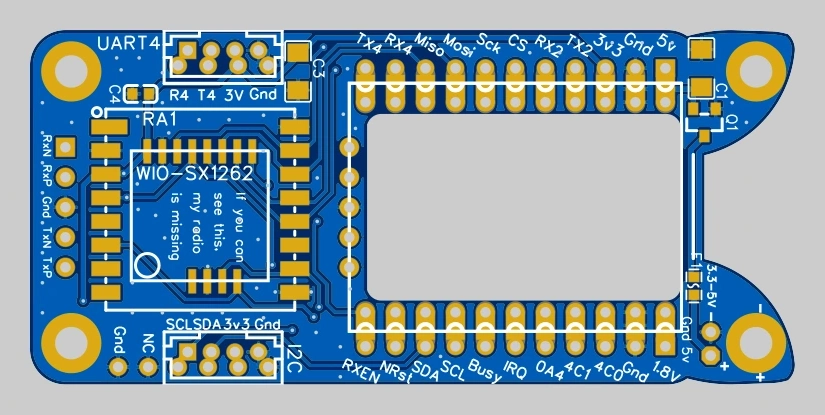 UART4
TX4 RX4 Miso Mosi Sck CS. RX2 TX2 3v3 Gnd 5v
C3
C4
R4 T4 3V Gnd
C1
Q1
RA1
RxN
RxP
Gnd
TxN
TxP
WIO-SX1262
If you can
see this,
my radio
is missing
3.3-5V
Gnd 5v
SCL SDA 3v3 Gnd
I2C
Gnd
NC
RXEN NRst SDA SCL Busy IRQ 0A4 4C1 4C0 Gnd 1.8V
- +
- +